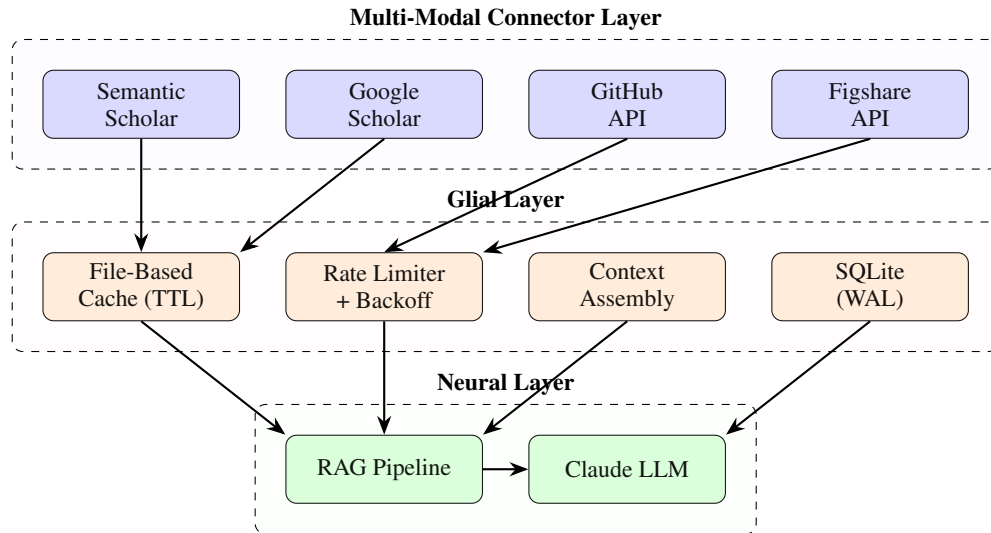 Multi-Modal Connector Layer
Semantic
Scholar
Google
Scholar
GitHub
API
Figshare
API
Glial Layer
File-Based
Cache (TTL)
Rate Limiter
+ Backoff
Context
Assembly
SQLite
(WAL)
Neural Layer
RAG Pipeline
Claude LLM